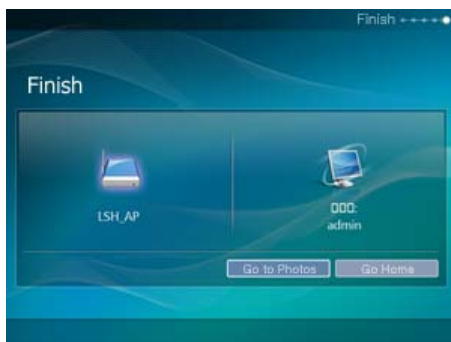 Finish
Finish
LSH_AP
□□□:
admin
Go to Photos
Go Home